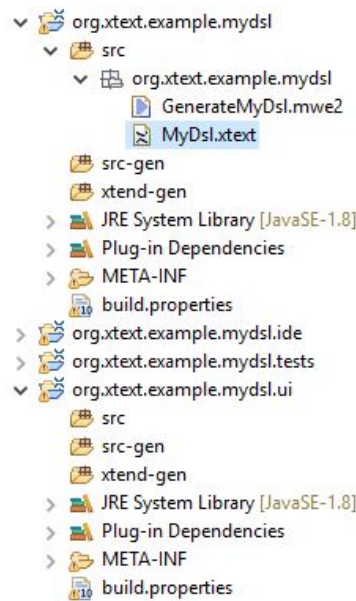 org.xtext.example.mydsl
src
org.xtext.example.mydsl
GenerateMyDsl.mwe2
MyDsl.xtext
src-gen
xtend-gen
JRE System Library [JavaSE-1.8]
Plug-in Dependencies
META-INF
build.properties
org.xtext.example.mydsl.ide
org.xtext.example.mydsl.tests
org.xtext.example.mydsl.ui
src
src-gen
xtend-gen
JRE System Library [JavaSE-1.8]
Plug-in Dependencies
META-INF
build.properties